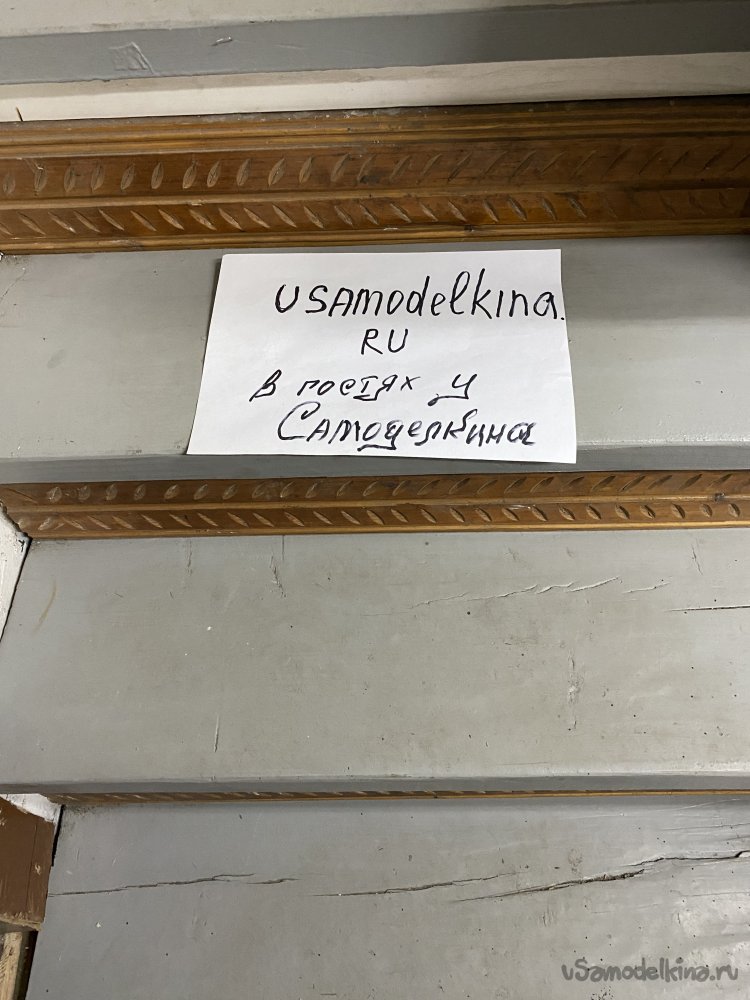 usamodelkina.
RU
в гостях у
Самоделкина
uSamodelkina.ru